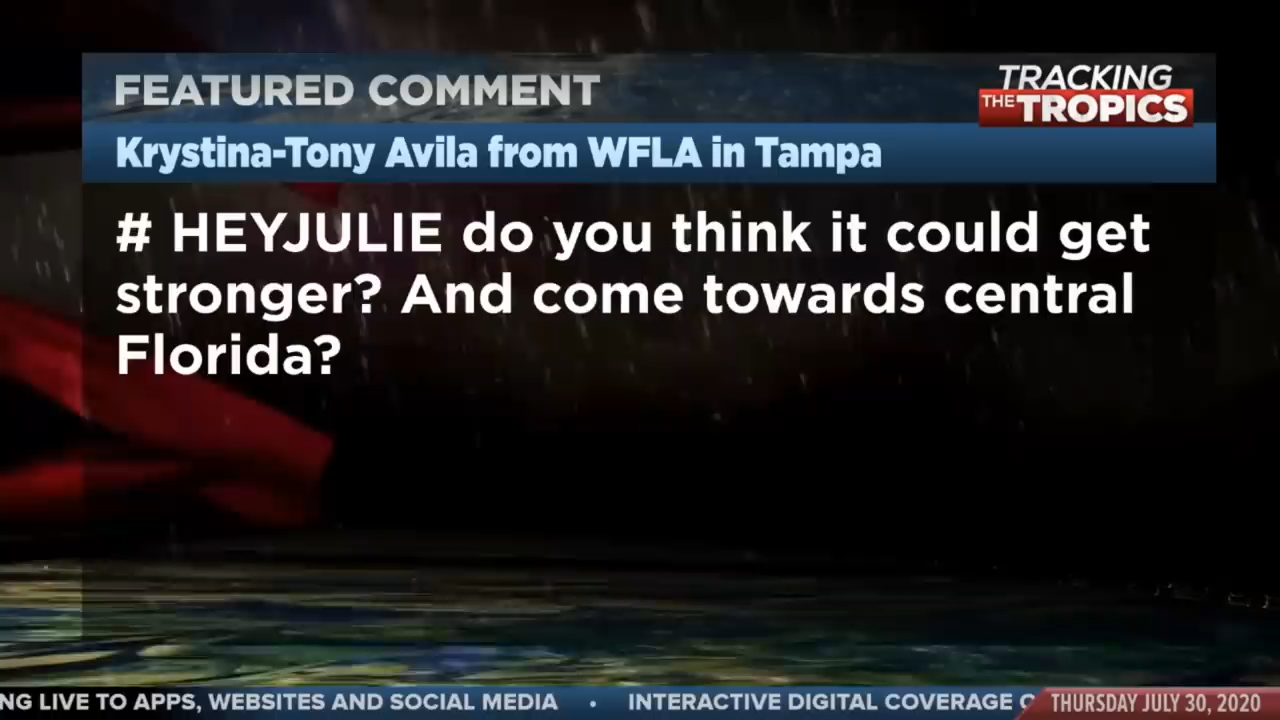 FEATURED COMMENT
TRACKING
THE TROPICS
Krystina-Tony Avila from WFLA in Tampa
# HEYJULIE do you think it could get
stronger? And come towards central
Florida?
NG LIVE TO APPS, WEBSITES AND SOCIAL MEDIA • INTERACTIVE DIGITAL COVERAGE
THURSDAY JULY 30, 2020